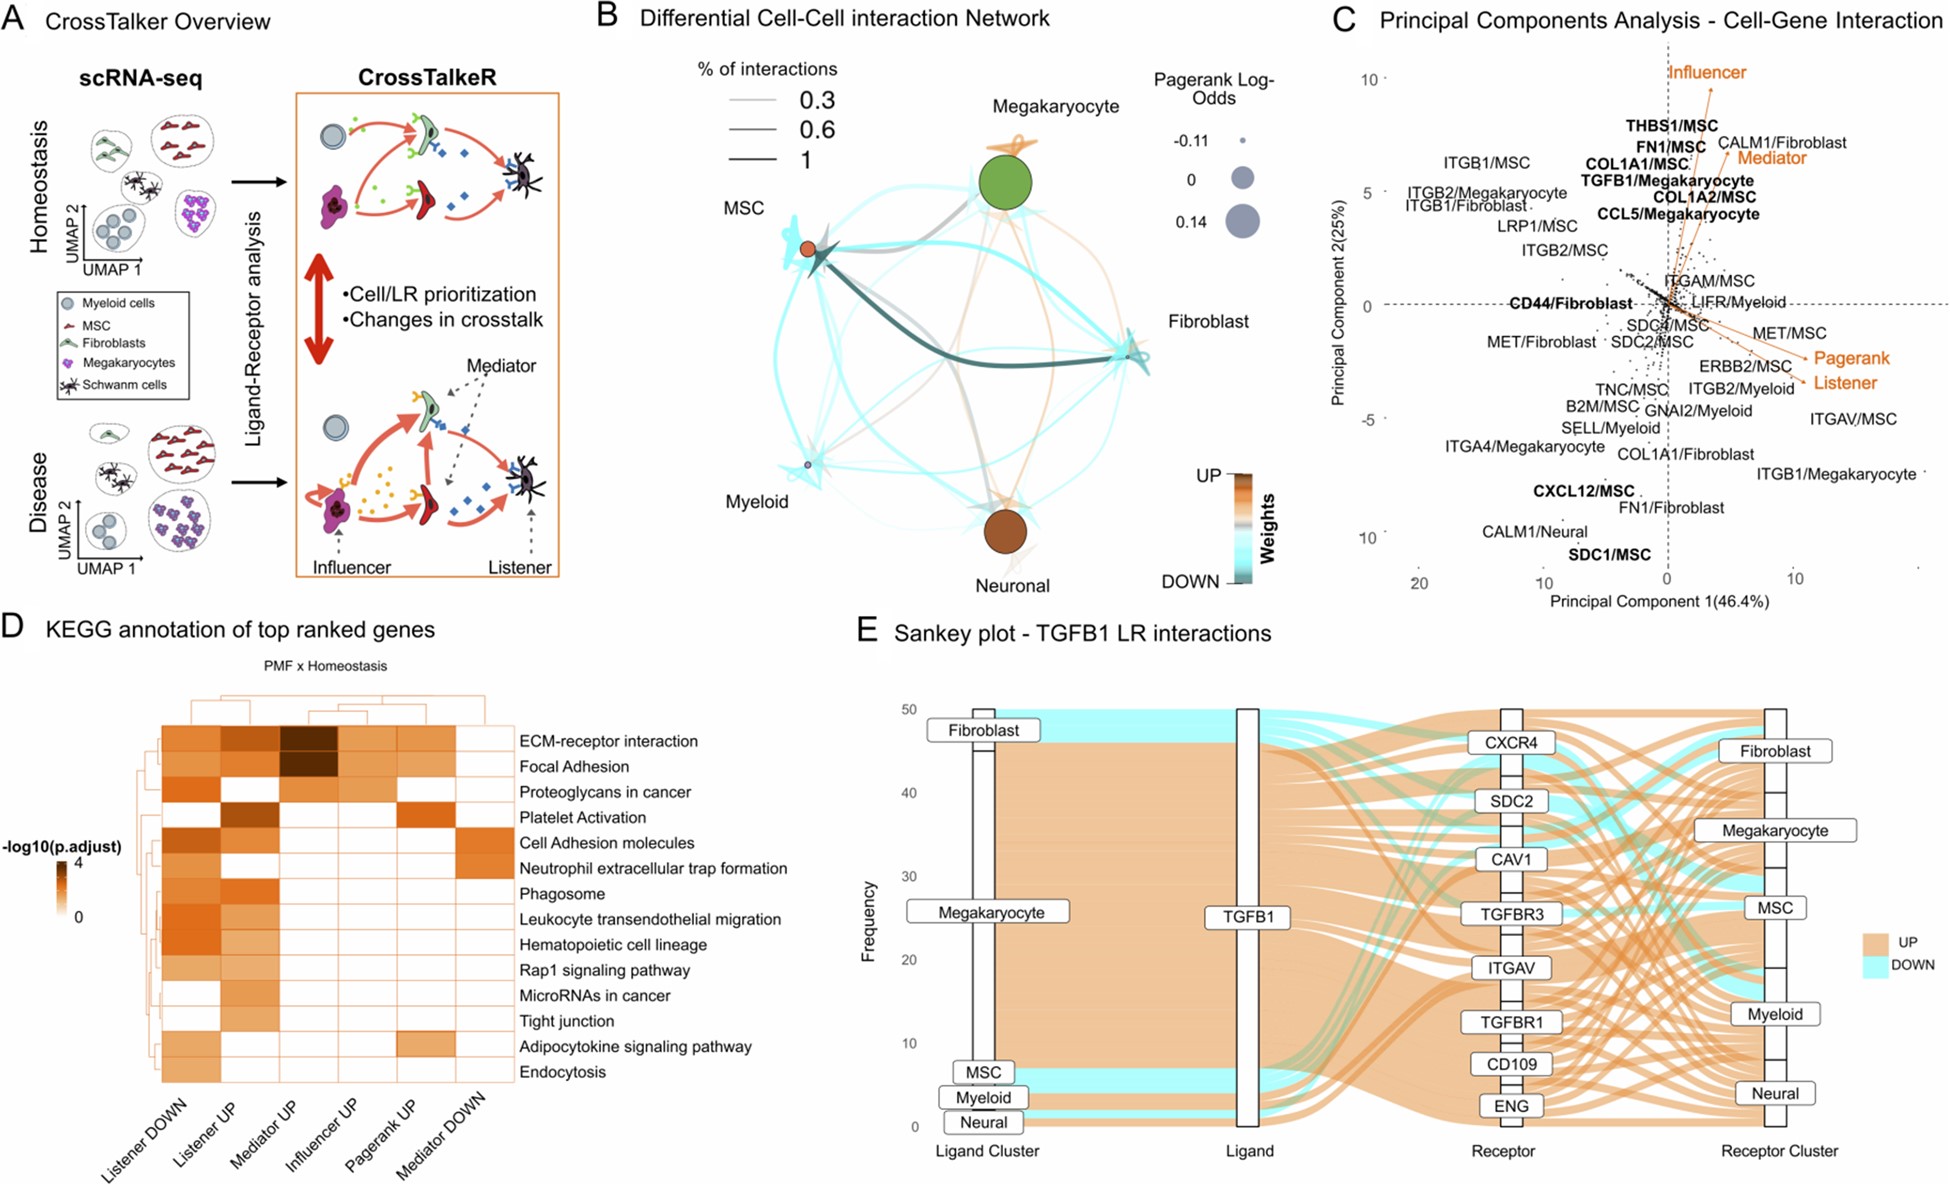 A CrossTalker Overview
scRNA-seq
CrossTalkeR
Homeostasis
UMAP 2
UMAP 1
Ligand-Receptor analysis
•Cell/LR prioritization
•Changes in crosstalk
Myeloid cells
MSC
Fibroblasts
Megakaryocytes
Schwanm cells
Mediator
Disease
UMAP 2
UMAP 1
Influencer
Listener
B Differential Cell-Cell interaction Network
% of interactions
0.3
0.6
1
Pagerank Log-
Odds
-0.11
0
0.14
Megakaryocyte
MSC
Fibroblast
Myeloid
Neuronal
UP
DOWN
Weights
C Principal Components Analysis - Cell-Gene Interaction
Principal Component 2(25%)
10
5
0
-5
10
Influencer
THBS1/MSC
CALM1/Fibroblast
FN1/MSC
Mediator
ITGB1/MSC
COL1A1/MSC
TGFB1/Megakaryocyte
ITGB2/Megakaryocyte
COL1A2/MSC
ITGB1/Fibroblast
CCL5/Megakaryocyte
LRP1/MSC
ITGB2/MSC
ITGAM/MSC
CD44/Fibroblast
LIFR/Myeloid
SDC4/MSC
MET/MSC
MET/Fibroblast
SDC2/MSC
Pagerank
ERBB2/MSC
Listener
TNC/MSC
ITGB2/Myeloid
B2M/MSC
GNAI2/Myeloid
ITGAV/MSC
SELL/Myeloid
ITGA4/Megakaryocyte
COL1A1/Fibroblast
ITGB1/Megakaryocyte
CXCL12/MSC
FN1/Fibroblast
CALM1/Neural
SDC1/MSC
20
10
0
10
Principal Component 1(46.4%)
D KEGG annotation of top ranked genes
PMF x Homeostasis
-log10(p.adjust)
4
0
ECM-receptor interaction
Focal Adhesion
Proteoglycans in cancer
Platelet Activation
Cell Adhesion molecules
Neutrophil extracellular trap formation
Phagosome
Leukocyte transendothelial migration
Hematopoietic cell lineage
Rap1 signaling pathway
MicroRNAs in cancer
Tight junction
Adipocytokine signaling pathway
Endocytosis
Listener DOWN
Listener UP
Mediator UP
Influencer UP
Pagerank UP
Mediator DOWN
E Sankey plot - TGFB1 LR interactions
Frequency
50
40
30
20
10
0
Fibroblast
Megakaryocyte
MSC
Myeloid
Neural
TGFB1
CXCR4
SDC2
CAV1
TGFBR3
ITGAV
TGFBR1
CD109
ENG
Fibroblast
Megakaryocyte
MSC
Myeloid
Neural
UP
DOWN
Ligand Cluster
Ligand
Receptor
Receptor Cluster